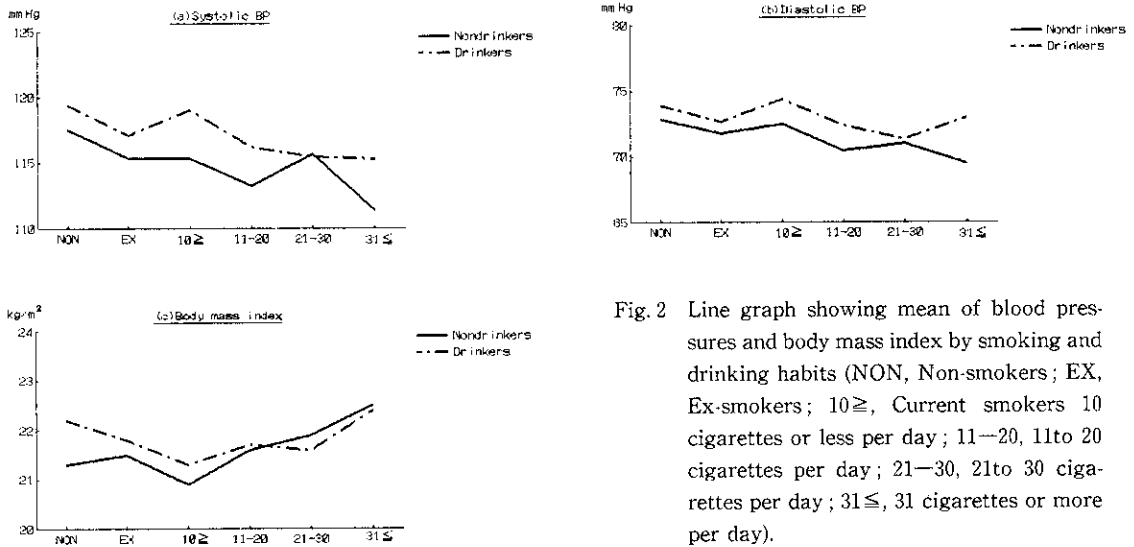 mm Hg
(a)Systolic BP
125
120
115
110
Nondrinkers
Drinkers
NON EX 10≧ 11-20 21-30 31≦
mm Hg
(b)Diastolic BP
80
75
70
65
Nondrinkers
Drinkers
NON EX 10≧ 11-20 21-30 31≦
kg/m²
(c)Body mass index
24
23
22
21
20
Nondrinkers
Drinkers
NON EX 10≧ 11-20 21-30 31≦
Fig. 2 Line graph showing mean of blood pres-
sures and body mass index by smoking and
drinking habits (NON, Non-smokers; EX,
Ex-smokers; 10≧, Current smokers 10
cigarettes or less per day; 11—20, 11to 20
cigarettes per day; 21—30, 21to 30 ciga-
rettes per day; 31≦, 31 cigarettes or more
per day).